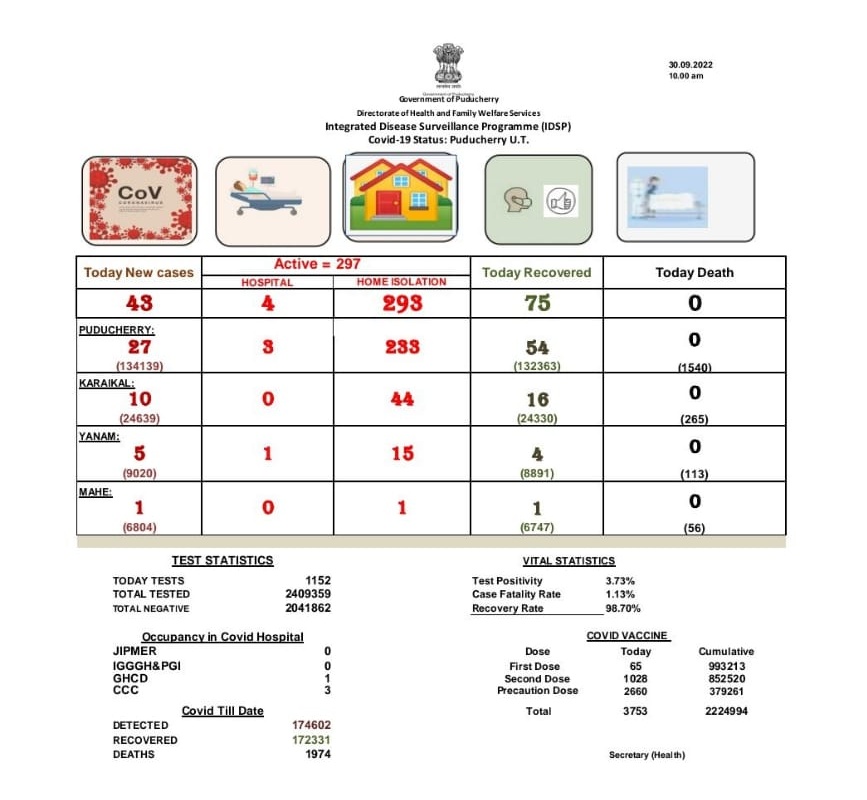 30.09.2022
10.00 am
Government of Puducherry
Directorate of Health and Family Welfare Services
Integrated Disease Surveillance Programme (IDSP)
Covid-19 Status: Puducherry U.T.
CoV
CORONAVIRUS
Today New cases
Active = 297
HOSPITAL
HOME ISOLATION
Today Recovered
Today Death
43 4 293 75 0
PUDUCHERRY:
27 3 233 54 0
(134139) (132363) (1540)
KARAIKAL:
10 0 44 16 0
(24639) (24330) (265)
YANAM:
5 1 15 4 0
(9020) (8891) (113)
MAHE:
1 0 1 1 0
(6804) (6747) (56)
TEST STATISTICS
TODAY TESTS 1152
TOTAL TESTED 2409359
TOTAL NEGATIVE 2041862
VITAL STATISTICS
Test Positivity 3.73%
Case Fatality Rate 1.13%
Recovery Rate 98.70%
Occupancy in Covid Hospital
JIPMER 0
IGGGH&PGI 0
GHCD 1
CCC 3
COVID VACCINE
Dose Today Cumulative
First Dose 65 993213
Second Dose 1028 852520
Precaution Dose 2660 379261
Total 3753 2224994
Covid Till Date
DETECTED 174602
RECOVERED 172331
DEATHS 1974
Secretary (Health)